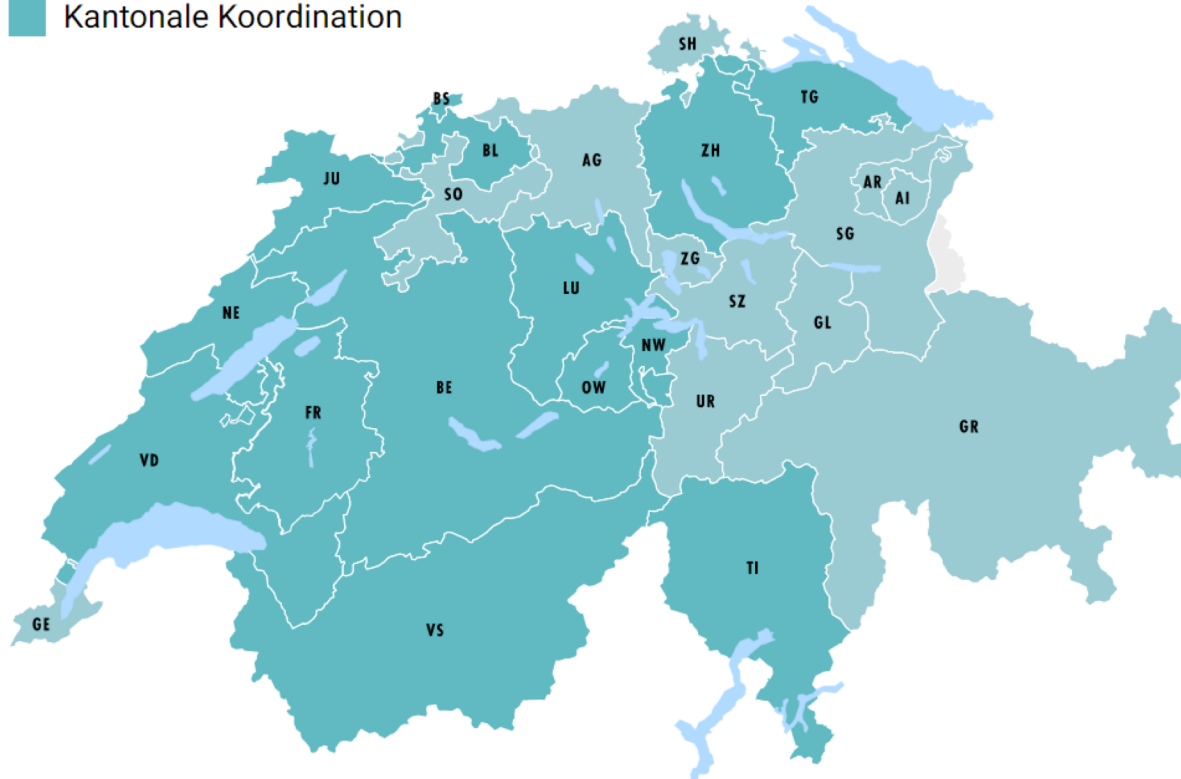 Kantonale Koordination
SH
BS
TG
BL
AG
ZH
JU
SO
AR
AI
SG
ZG
LU
SZ
NE
GL
NW
BE
OW
UR
FR
GR
VD
TI
GE
VS